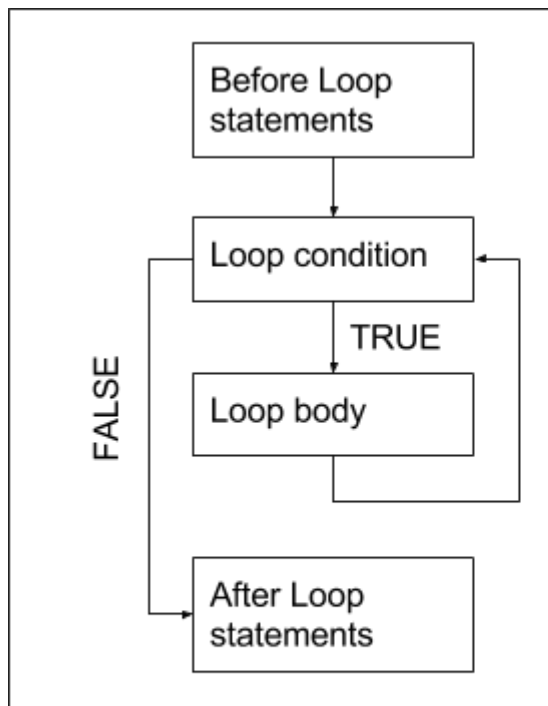 Before Loop
statements
Loop condition
TRUE
Loop body
FALSE
After Loop
statements